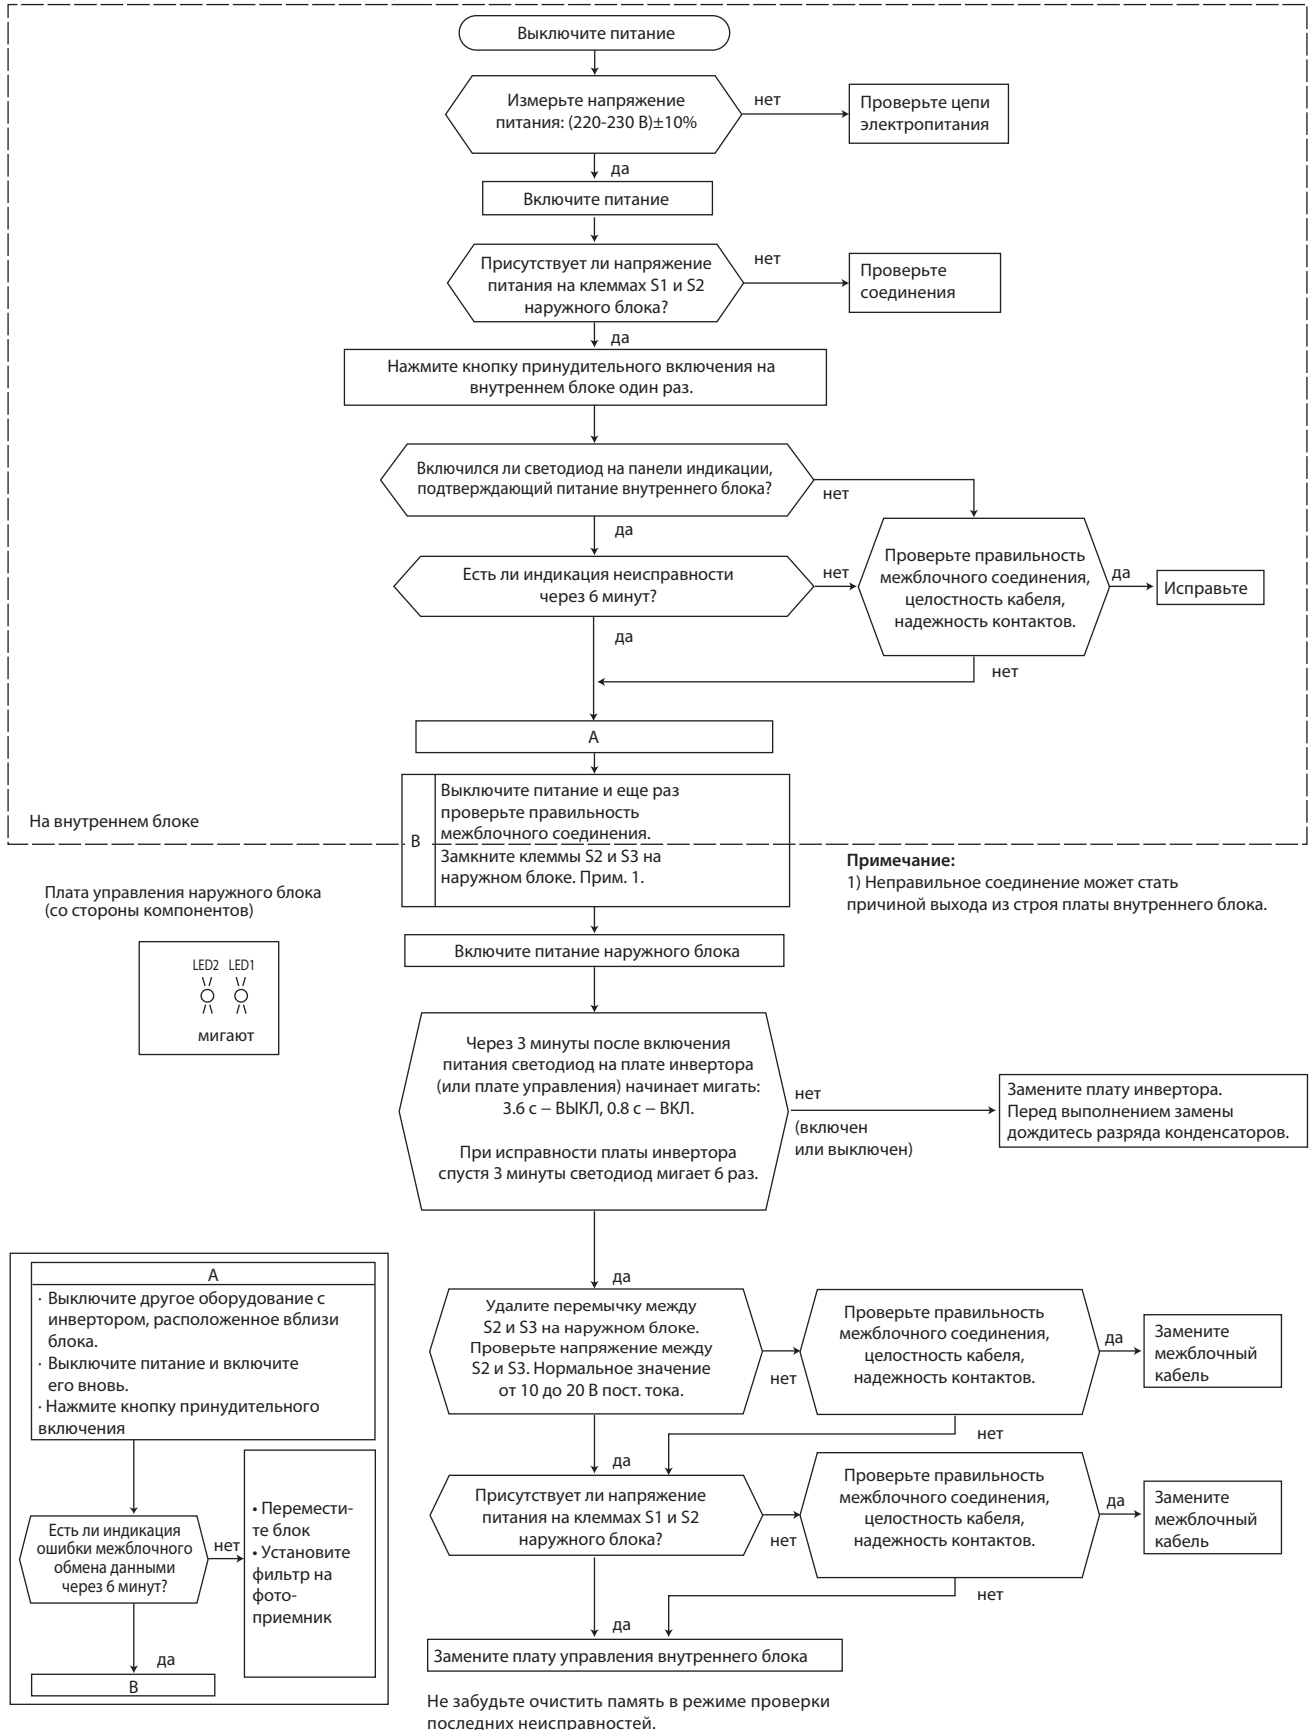 Выключите питание
Измерьте напряжение
питания: (220-230 В)±10%
нет
Проверьте цепи
электропитания
да
Включите питание
Присутствует ли напряжение
питания на клеммах S1 и S2
наружного блока?
нет
Проверьте
соединения
да
Нажмите кнопку принудительного включения на
внутреннем блоке один раз.
Включился ли светодиод на панели индикации,
подтверждающий питание внутреннего блока?
нет
да
Есть ли индикация неисправности
через 6 минут?
нет
Проверьте правильность
межблочного соединения,
целостность кабеля,
надежность контактов.
да
Исправьте
да
нет
А
В
Выключите питание и еще раз
проверьте правильность
межблочного соединения.
Замкните клеммы S2 и S3 на
наружном блоке. Прим. 1.
На внутреннем блоке
Примечание:
1) Неправильное соединение может стать
причиной выхода из строя платы внутреннего блока.
Плата управления наружного блока
(со стороны компонентов)
LED2 LED1
мигают
Включите питание наружного блока
Через 3 минуты после включения
питания светодиод на плате инвертора
(или плате управления) начинает мигать:
3.6 с – ВЫКЛ, 0.8 с – ВКЛ.
При исправности платы инвертора
спустя 3 минуты светодиод мигает 6 раз.
нет
(включен
или выключен)
Замените плату инвертора.
Перед выполнением замены
дождитесь разряда конденсаторов.
да
Удалите перемычку между
S2 и S3 на наружном блоке.
Проверьте напряжение между
S2 и S3. Нормальное значение
от 10 до 20 В пост. тока.
нет
Проверьте правильность
межблочного соединения,
целостность кабеля,
надежность контактов.
да
Замените
межблочный
кабель
нет
да
Присутствует ли напряжение
питания на клеммах S1 и S2
наружного блока?
нет
Проверьте правильность
межблочного соединения,
целостность кабеля,
надежность контактов.
да
Замените
межблочный
кабель
нет
да
Замените плату управления внутреннего блока
Не забудьте очистить память в режиме проверки
последних неисправностей.
А
· Выключите другое оборудование с
инвертором, расположенное вблизи
блока.
· Выключите питание и включите
его вновь.
· Нажмите кнопку принудительного
включения
Есть ли индикация
ошибки межблочного
обмена данными
через 6 минут?
нет
• Перемести-
те блок
• Установите
фильтр на
фото-
приемник
да
В